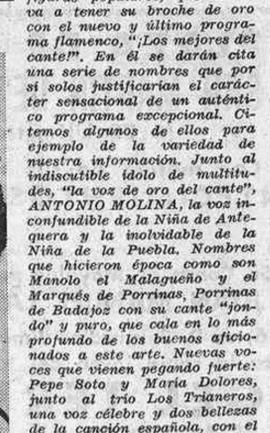 va a tener su broche de oro
con el nuevo y último progra-
ma flamenco, "¡Los mejores del
cante!". En él se darán cita
una serie de nombres que por
si solos justificarían el carác-
ter sensacional de un auténti-
co programa excepcional. Ci-
temos algunos de ellos para
ejemplo de la variedad de
nuestra información. Junto al
indiscutible ídolo de multitu-
des, "la voz de oro del cante",
ANTONIO MOLINA, la voz in-
confundible de la Niña de Ante-
quera y la inolvidable de la
Niña de la Puebla. Nombres
que hicieron época como son
Manolo el Malagueño y el
Marqués de Porrinas, Porrinas
de Badajoz con su cante "jon-
do" y puro, que cala en lo más
profundo de los buenos aficio-
nados a este arte. Nuevas vo-
ces que vienen pegando fuerte:
Pepe Soto y María Dolores,
junto al trío Los Trianeros,
una voz célebre y dos bellezas
de la canción española, con el